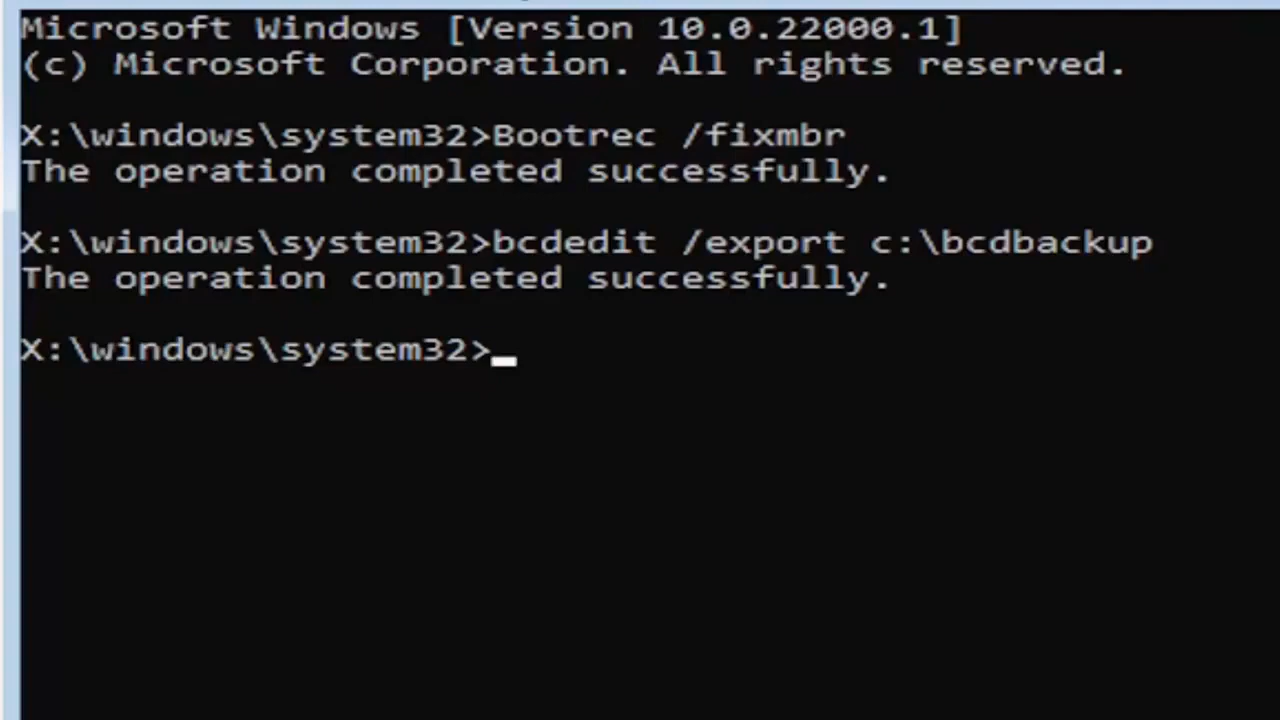 Microsoft Windows [Version 10.0.22000.1]
(c) Microsoft Corporation. All rights reserved.
X:\windows\system32>Bootrec /fixmbr
The operation completed successfully.
X:\windows\system32>bcdedit /export c:\bcdbackup
The operation completed successfully.
X:\windows\system32>